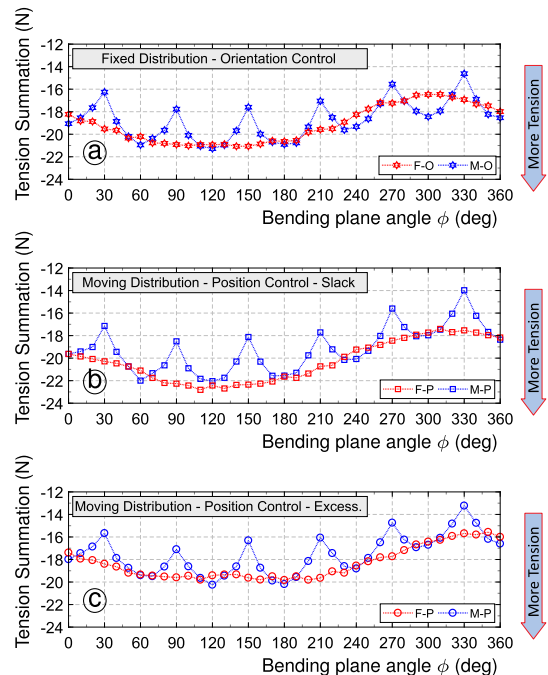 -12
-14
-16
-18
-20
-22
-24
Tension Summation (N)
Fixed Distribution - Orientation Control
a
F-O
M-O
0 30 60 90 120 150 180 210 240 270 300 330 360
Bending plane angle ϕ (deg)
More Tension
-12
-14
-16
-18
-20
-22
-24
Tension Summation (N)
Moving Distribution - Position Control - Slack
b
F-P
M-P
0 30 60 90 120 150 180 210 240 270 300 330 360
Bending plane angle ϕ (deg)
More Tension
-12
-14
-16
-18
-20
-22
-24
Tension Summation (N)
Moving Distribution - Position Control - Excess.
c
F-P
M-P
0 30 60 90 120 150 180 210 240 270 300 330 360
Bending plane angle ϕ (deg)
More Tension